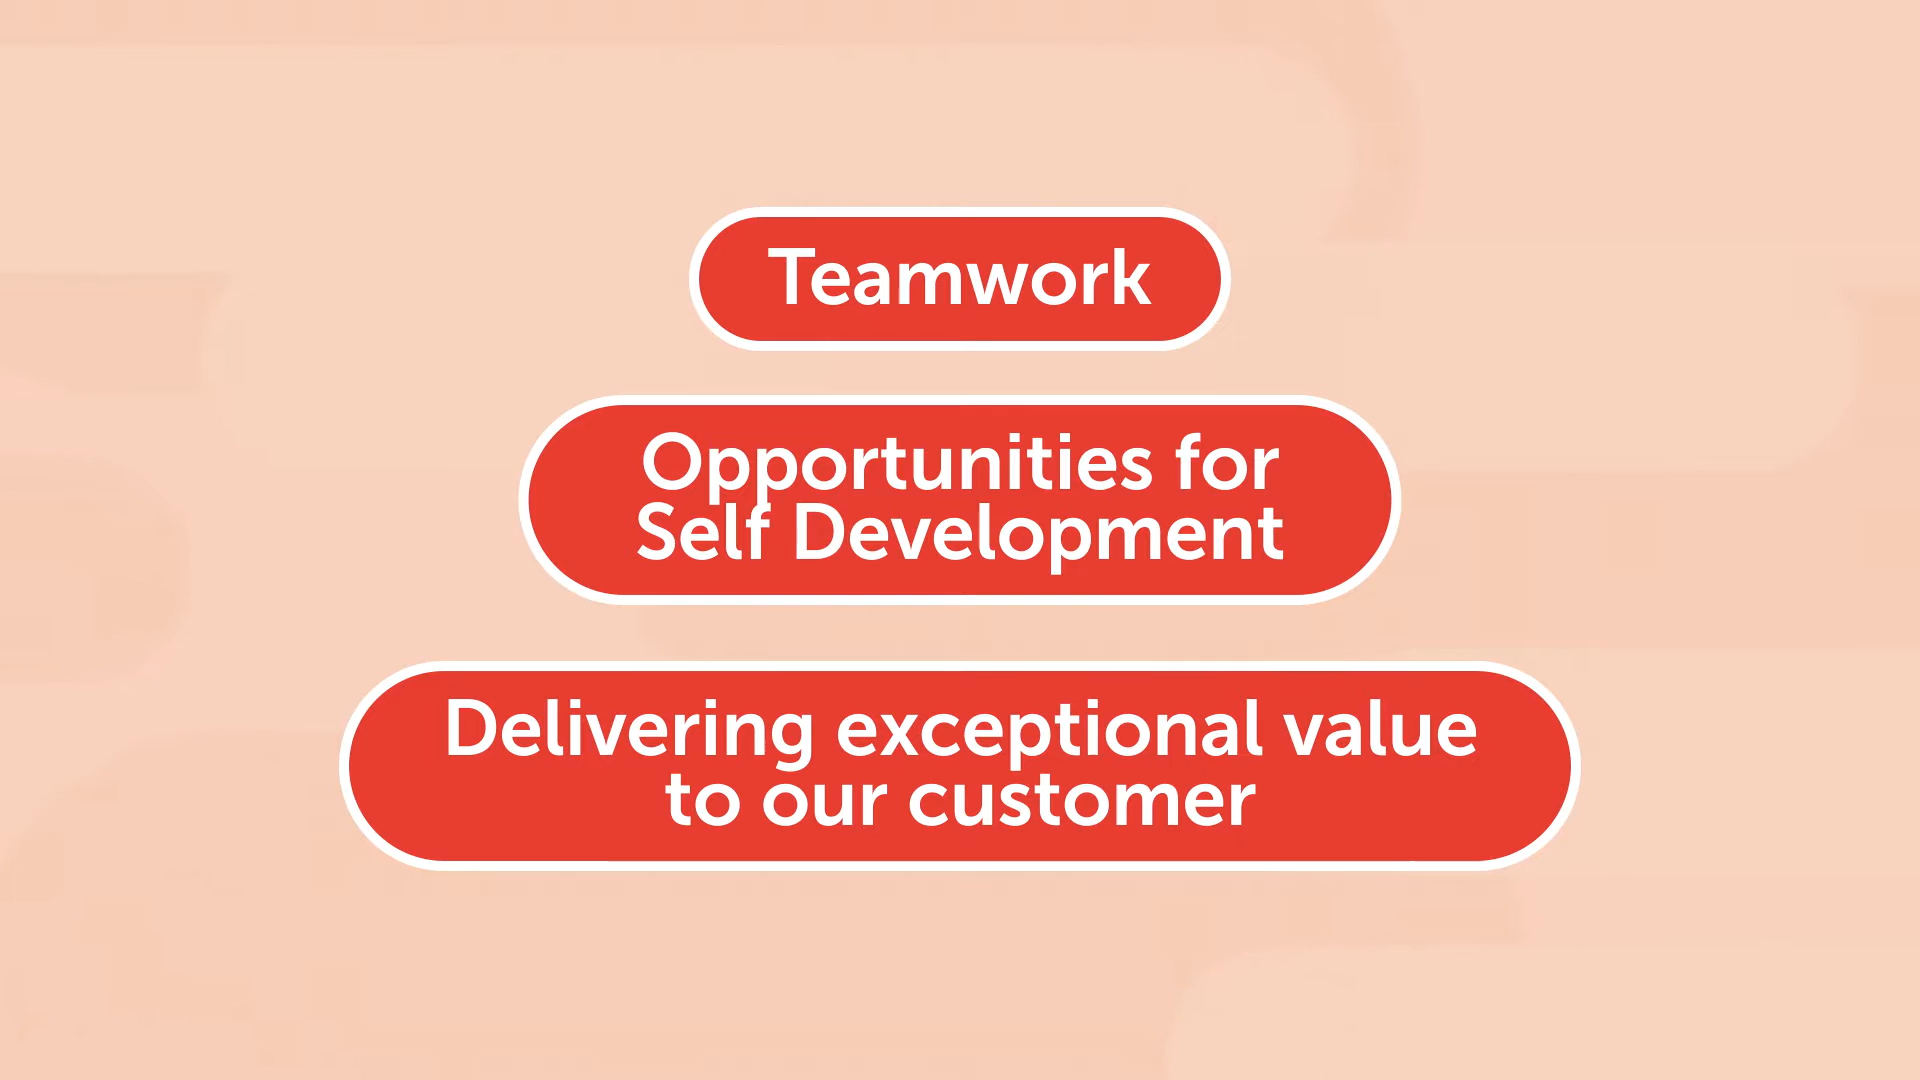 Teamwork
Opportunities for
Self Development
Delivering exceptional value
to our customer